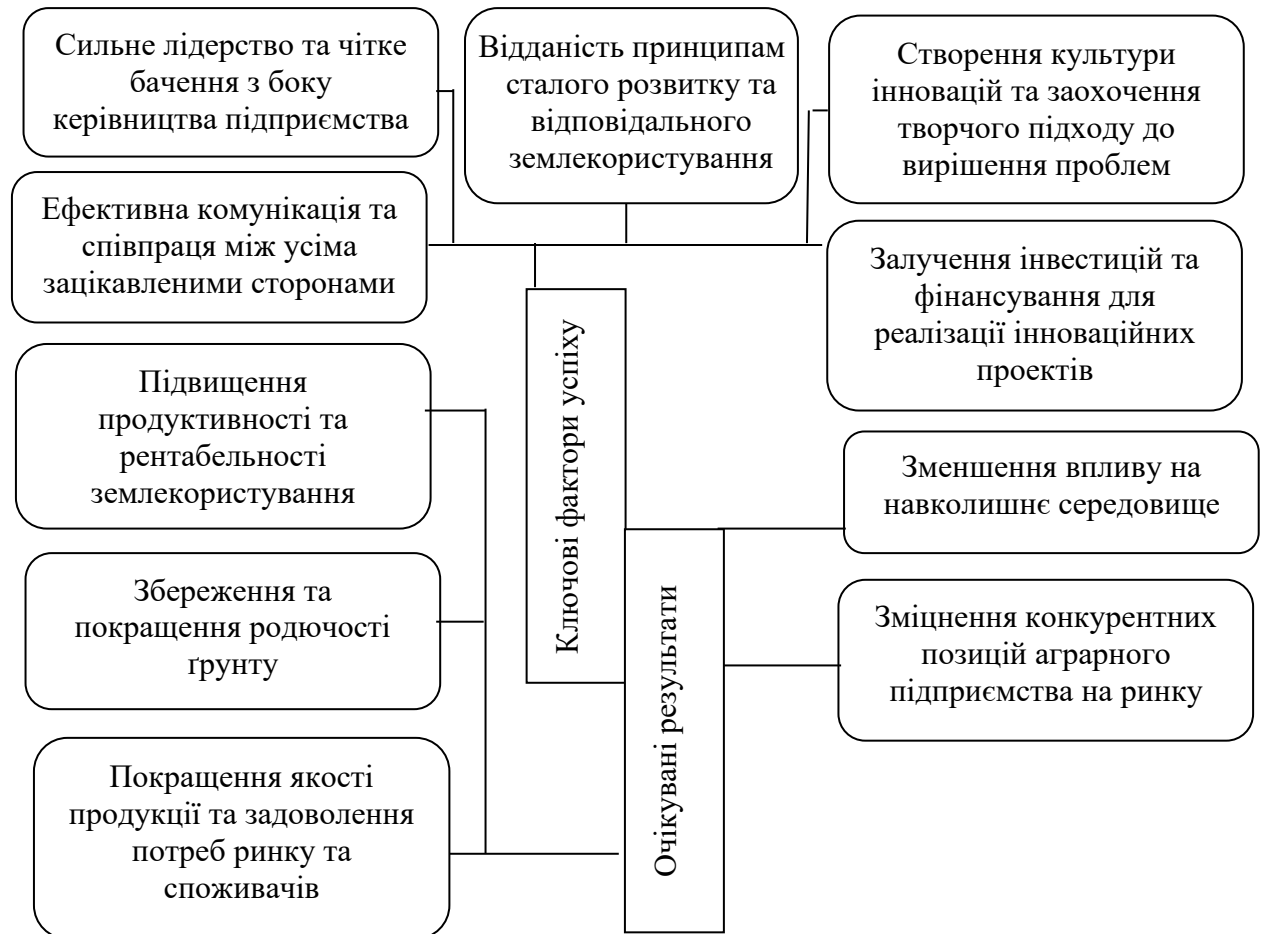 Сильне лідерство та чітке
бачення з боку
керівництва підприємства
Відданість принципам
сталого розвитку та
відповідального
землекористування
Створення культури
інновацій та заохочення
творчого підходу до
вирішення проблем
Ефективна комунікація та
співпраця між усіма
зацікавленими сторонами
Залучення інвестицій та
фінансування для
реалізації інноваційних
проектів
Ключові фактори успіху
Підвищення
продуктивності та
рентабельності
землекористування
Зменшення впливу на
навколишнє середовище
Збереження та
покращення родючості
ґрунту
Очікувані результати
Зміцнення конкурентних
позицій аграрного
підприємства на ринку
Покращення якості
продукції та задоволення
потреб ринку та
споживачів